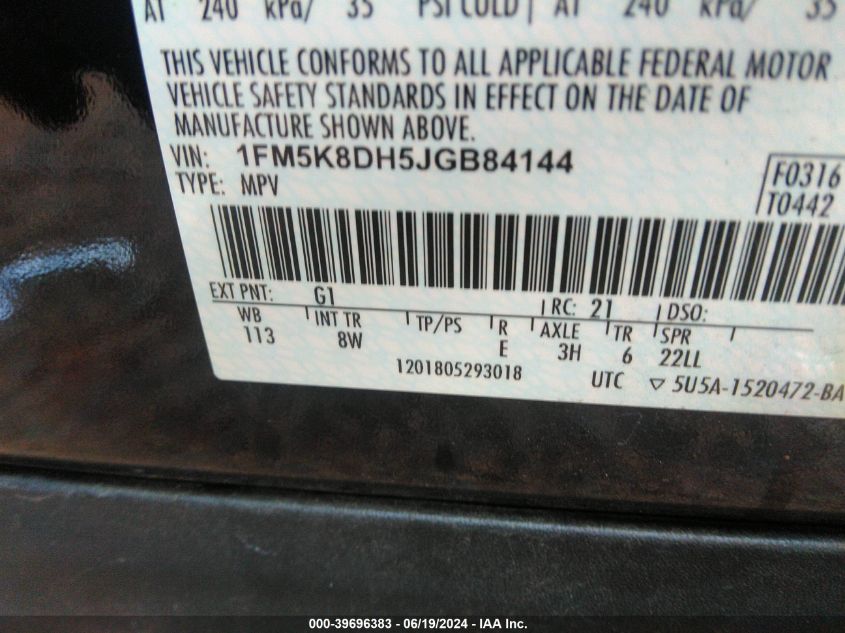 AT 240 kPa/ 35 PSI COLD | AT 240 kPa/ 35
THIS VEHICLE CONFORMS TO ALL APPLICABLE FEDERAL MOTOR
VEHICLE SAFETY STANDARDS IN EFFECT ON THE DATE OF
MANUFACTURE SHOWN ABOVE.
VIN: 1FM5K8DH5JGB84144
F0316
TYPE: MPV
T0442
EXT PNT: G1 RC: 21 DSO:
WB INT TR TP/PS R AXLE TR SPR
113 8W E 3H 6 22LL
1201805293018 UTC ▽ 5U5A-1520472-BA
000-39696383 - 06/19/2024 - IAA Inc.